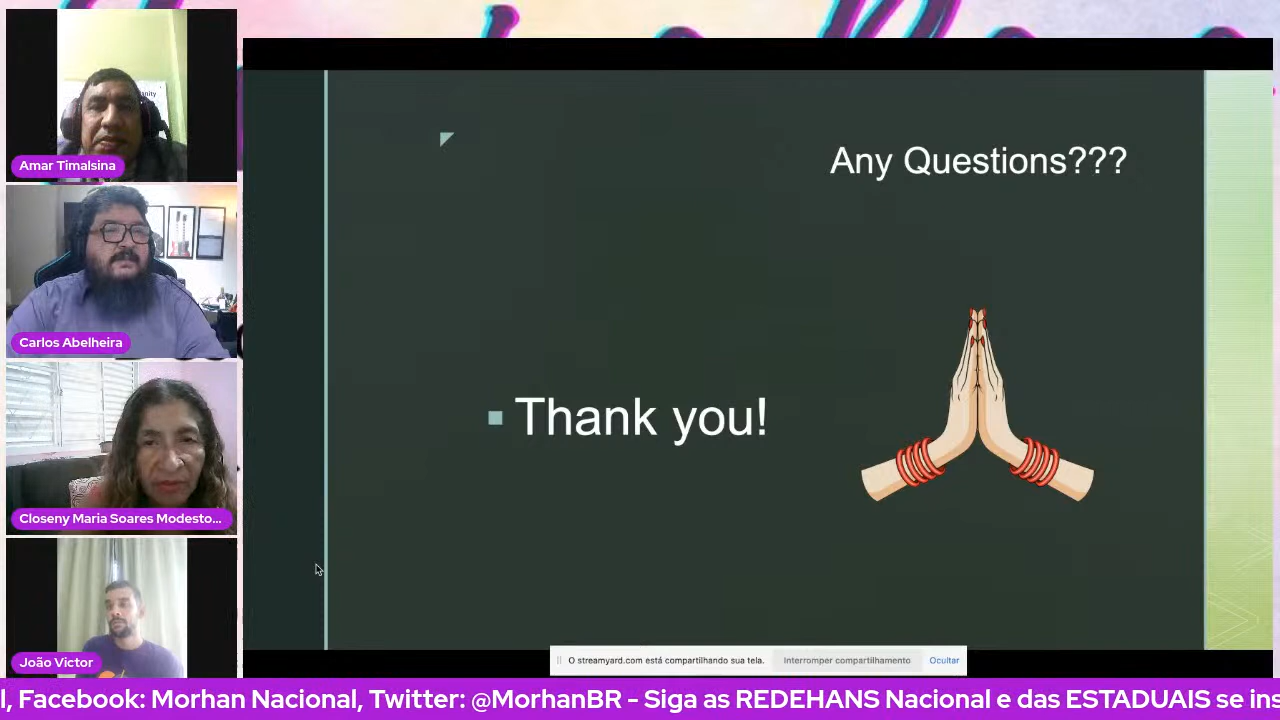 Amar Timalsina
Carlos Abelheira
Closeny Maria Soares Modesto...
João Victor
Any Questions???
Thank you!
O streamyard.com está compartilhando sua tela.
Interromper compartilhamento
Ocultar
l, Facebook: Morhan Nacional, Twitter: @MorhanBR - Siga as REDEHANS Nacional e das ESTADUAIS se ins